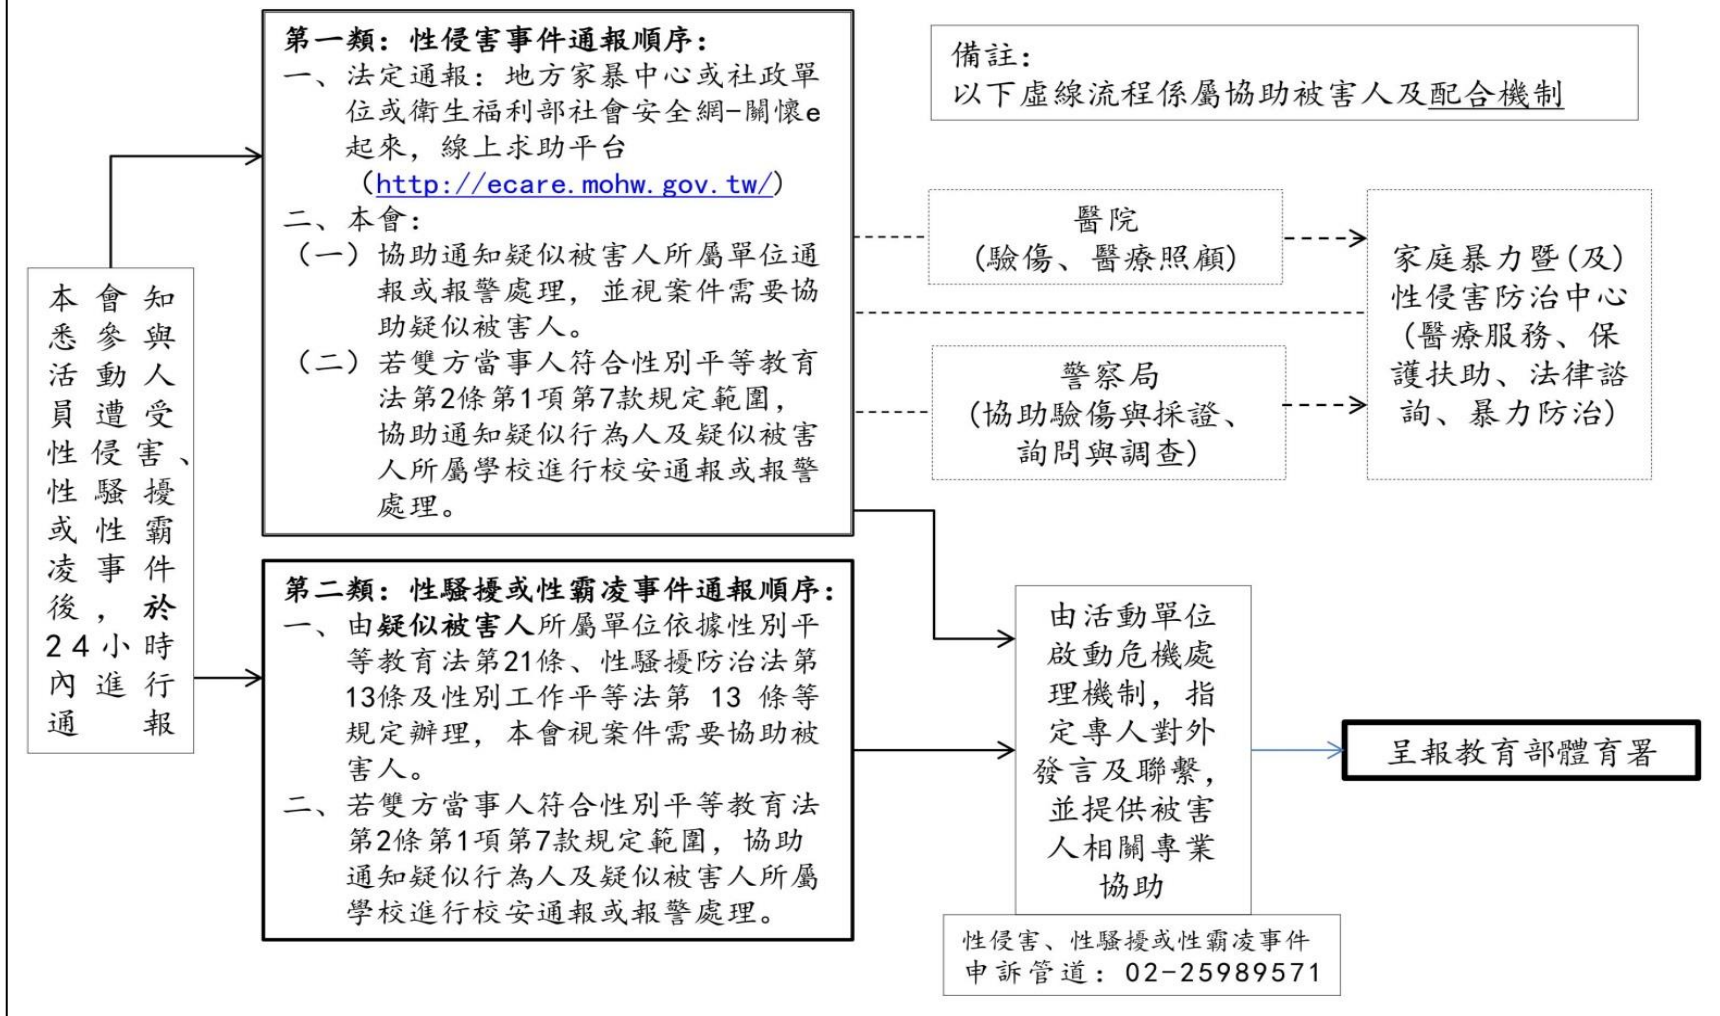 本會知
悉參與
活動人
員遭受
性侵害、
性騷擾
或性霸
凌事件
後，於
24小時
內進行
通報
第一類：性侵害事件通報順序：
一、法定通報：地方家暴中心或社政單
位或衛生福利部社會安全網-關懷e
起來，線上求助平台
（http://ecare.mohw.gov.tw/）
二、本會：
（一）協助通知疑似被害人所屬單位通
報或報警處理，並視案件需要協
助疑似被害人。
（二）若雙方當事人符合性別平等教育
法第2條第1項第7款規定範圍，
協助通知疑似行為人及疑似被害
人所屬學校進行校安通報或報警
處理。
第二類：性騷擾或性霸凌事件通報順序：
一、由疑似被害人所屬單位依據性別平
等教育法第21條、性騷擾防治法第
13條及性別工作平等法第 13 條等
規定辦理，本會視案件需要協助被
害人。
二、若雙方當事人符合性別平等教育法
第2條第1項第7款規定範圍，協助
通知疑似行為人及疑似被害人所屬
學校進行校安通報或報警處理。
備註：
以下虛線流程係屬協助被害人及配合機制
醫院
(驗傷、醫療照顧)
警察局
(協助驗傷與採證、
詢問與調查)
家庭暴力暨(及)
性侵害防治中心
(醫療服務、保
護扶助、法律諮
詢、暴力防治)
由活動單位
啟動危機處
理機制，指
定專人對外
發言及聯繫，
並提供被害
人相關專業
協助
性侵害、性騷擾或性霸凌事件
申訴管道：02-25989571
呈報教育部體育署